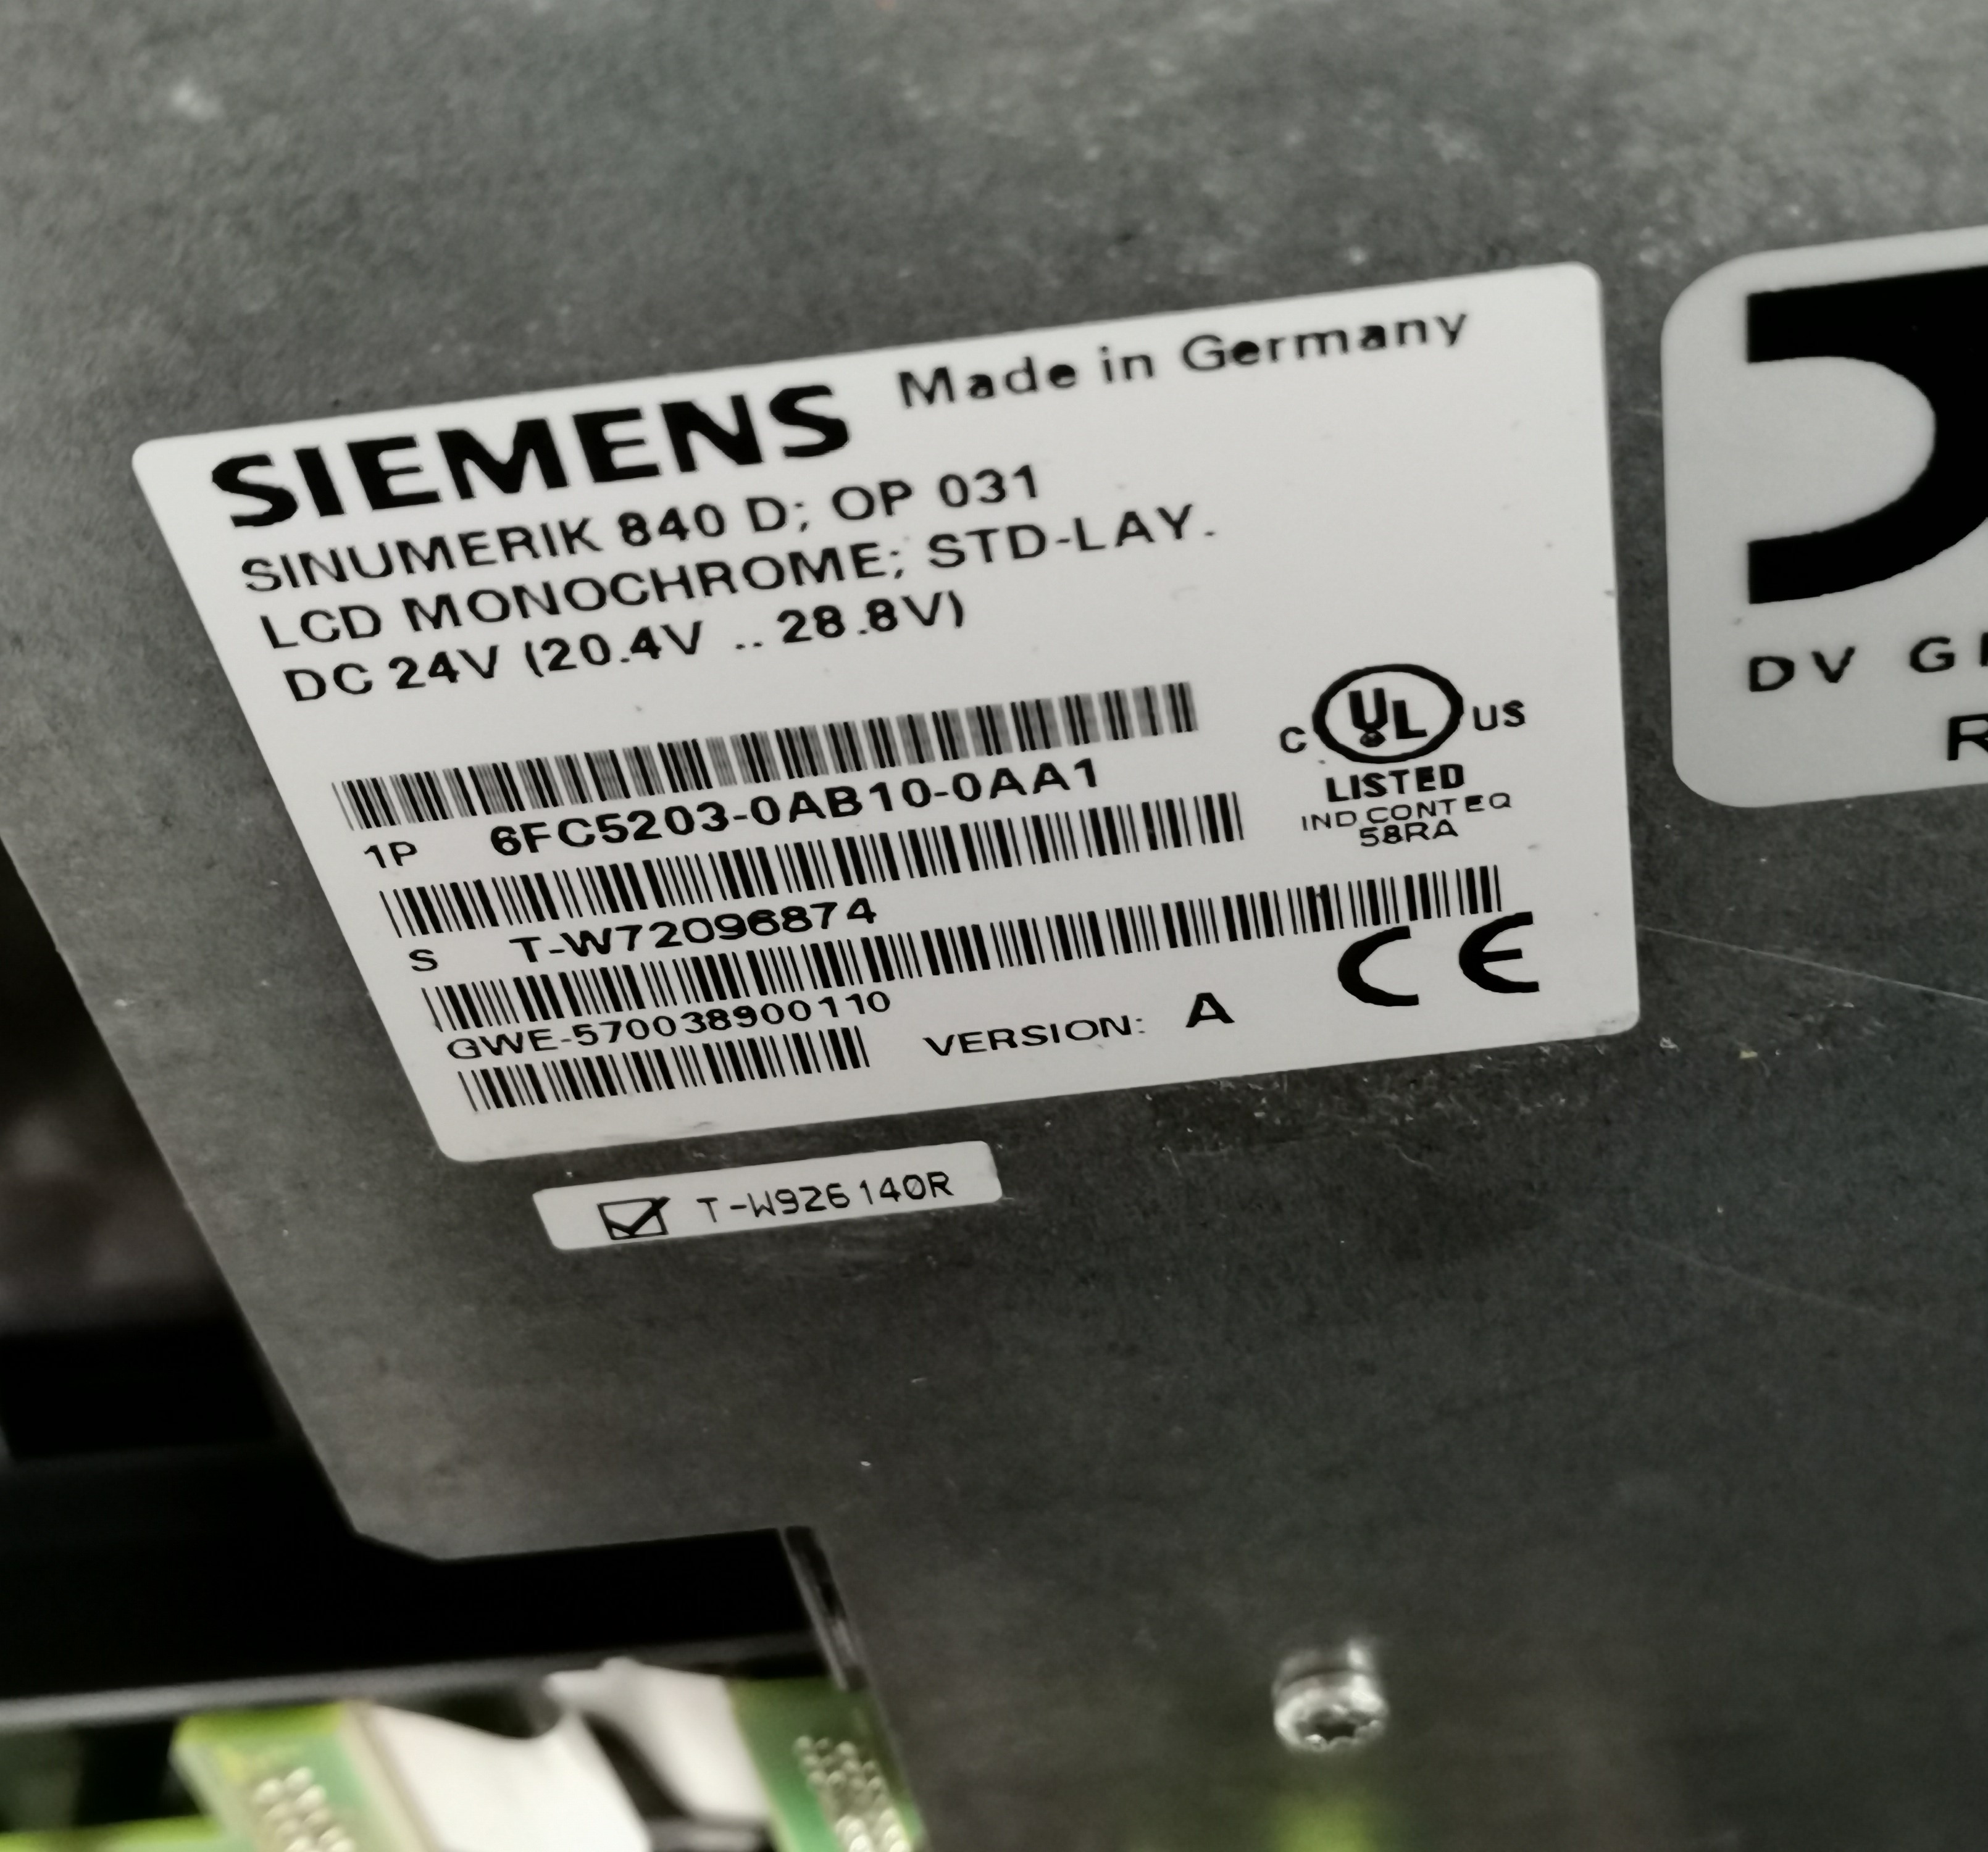 SIEMENS Made in Germany
SINUMERIK 840 D; OP 031
LCD MONOCHROME; STD-LAY.
DC 24V (20.4V .. 28.8V)
1P 6FC5203-0AB10-0AA1
C UL US
LISTED
IND CONT EQ
58RA
S T-W72096874
GWE-570038900110
VERSION: A
CE
T-W926140R
DV